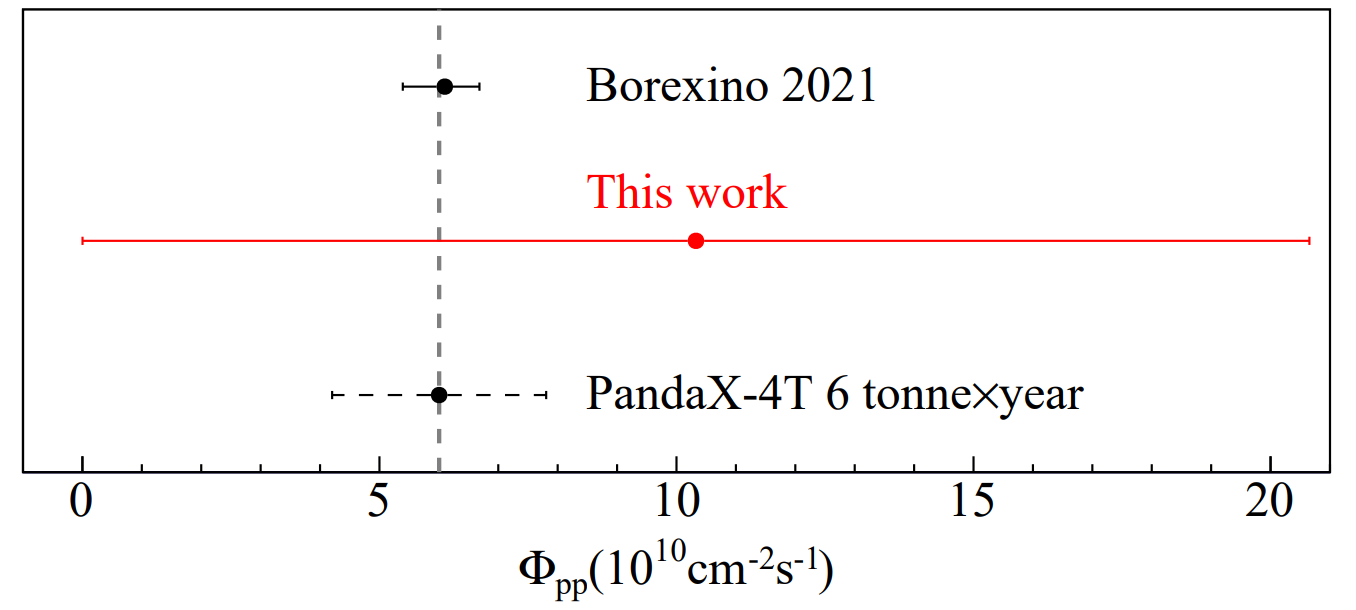 Borexino 2021
This work
PandaX-4T 6 tonne×year
0 5 10 15 20
Φpp(10¹⁰cm⁻²s⁻¹)